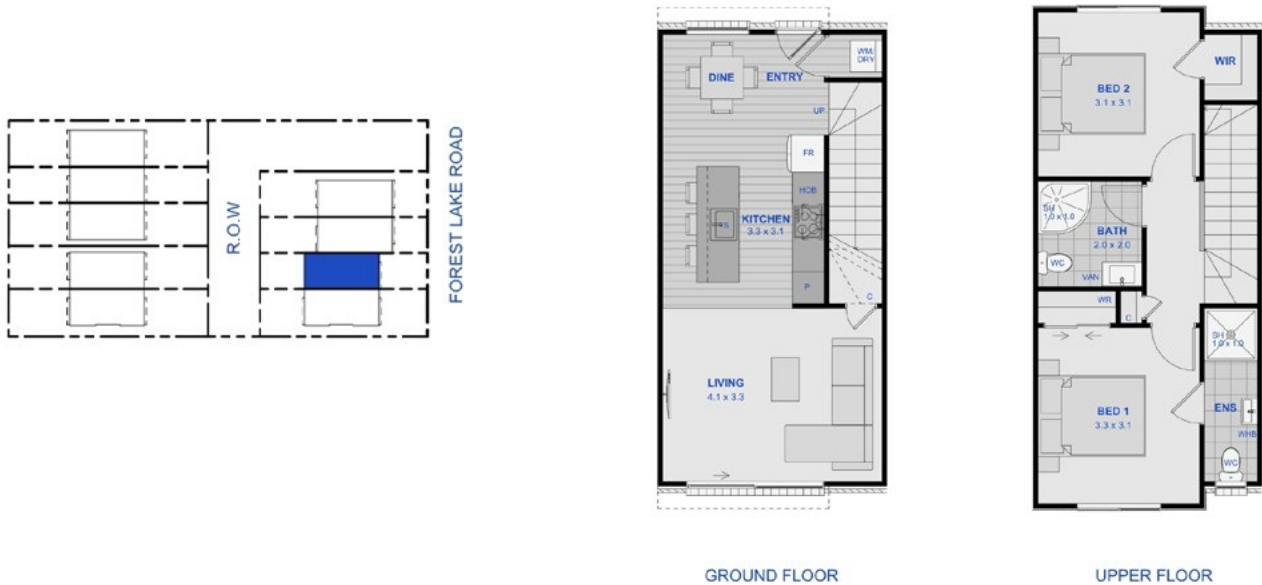 R.O.W
FOREST LAKE ROAD
WM/
DRY
DINE
ENTRY
UP
FR
HOB
KITCHEN
3.3 x 3.1
P
C
LIVING
4.1 x 3.3
GROUND FLOOR
WIR
BED 2
3.1 x 3.1
SH
1.0 x 1.0
BATH
2.0 x 2.0
WC
VAN
WR
C
SH
1.0 x 1.0
BED 1
3.3 x 3.1
ENS
WHB
WC
UPPER FLOOR